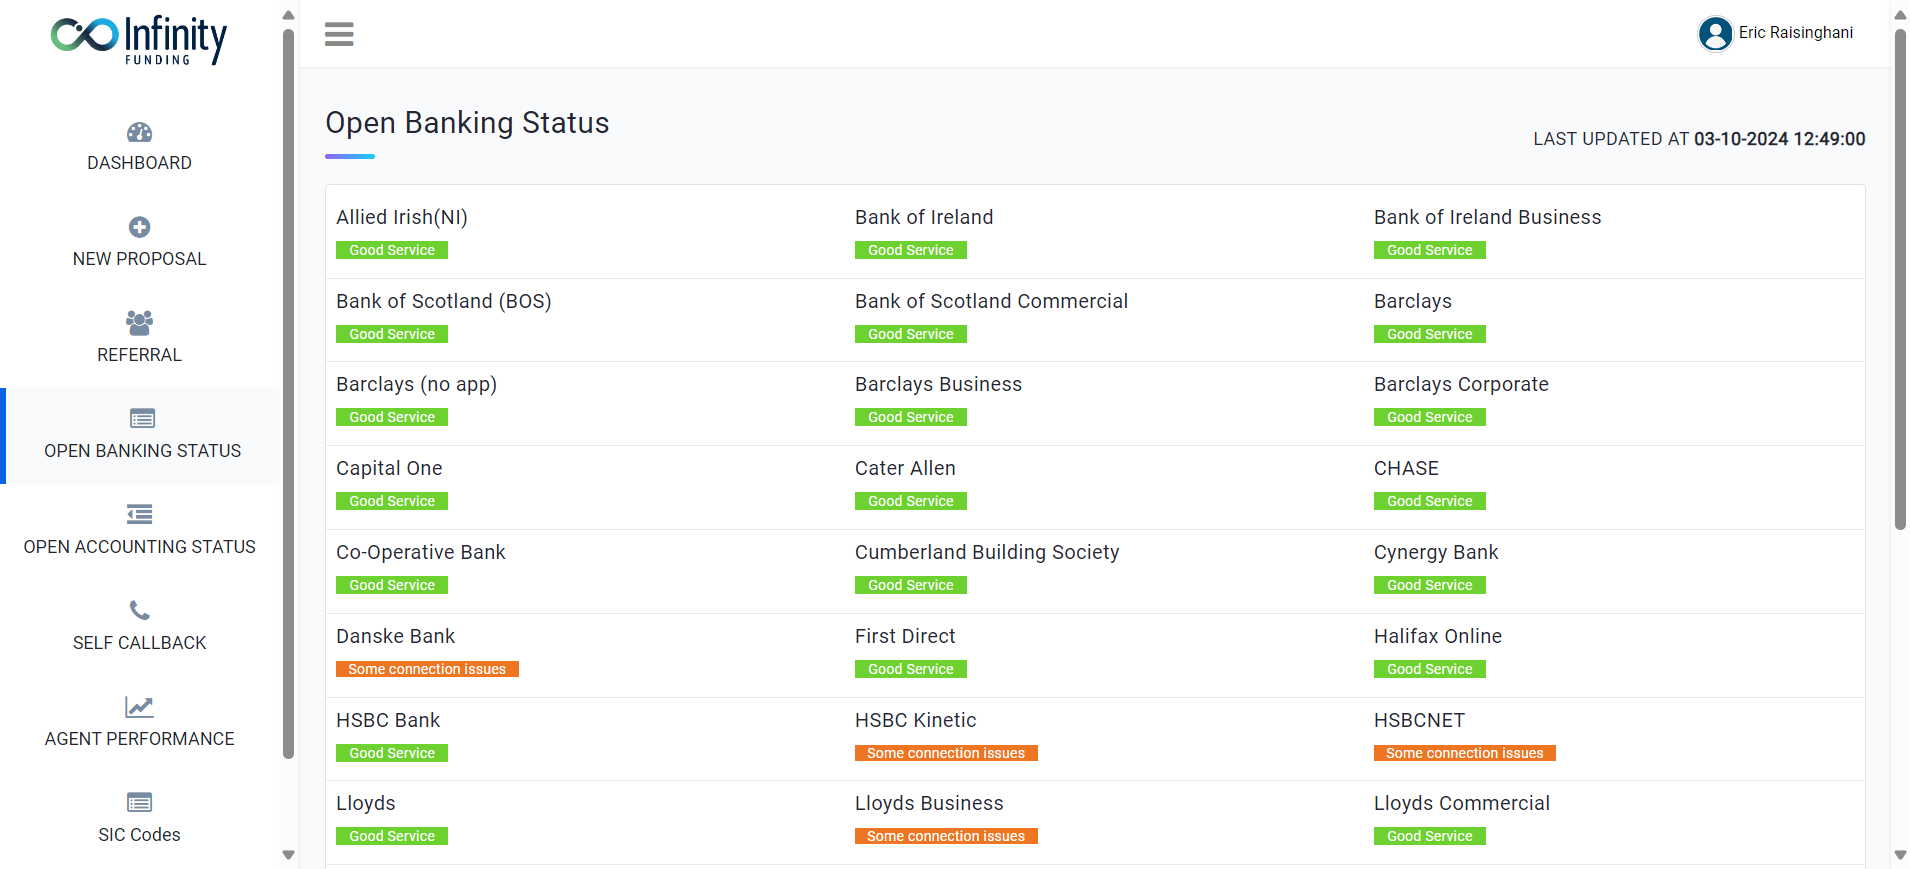 Infinity
FUNDING
Eric Raisinghani
DASHBOARD
NEW PROPOSAL
REFERRAL
OPEN BANKING STATUS
OPEN ACCOUNTING STATUS
SELF CALLBACK
AGENT PERFORMANCE
SIC Codes
Open Banking Status
LAST UPDATED AT 03-10-2024 12:49:00
Allied Irish(NI)
Good Service
Bank of Ireland
Good Service
Bank of Ireland Business
Good Service
Bank of Scotland (BOS)
Good Service
Bank of Scotland Commercial
Good Service
Barclays
Good Service
Barclays (no app)
Good Service
Barclays Business
Good Service
Barclays Corporate
Good Service
Capital One
Good Service
Cater Allen
Good Service
CHASE
Good Service
Co-Operative Bank
Good Service
Cumberland Building Society
Good Service
Cynergy Bank
Good Service
Danske Bank
Some connection issues
First Direct
Good Service
Halifax Online
Good Service
HSBC Bank
Good Service
HSBC Kinetic
Some connection issues
HSBCNET
Some connection issues
Lloyds
Good Service
Lloyds Business
Some connection issues
Lloyds Commercial
Good Service